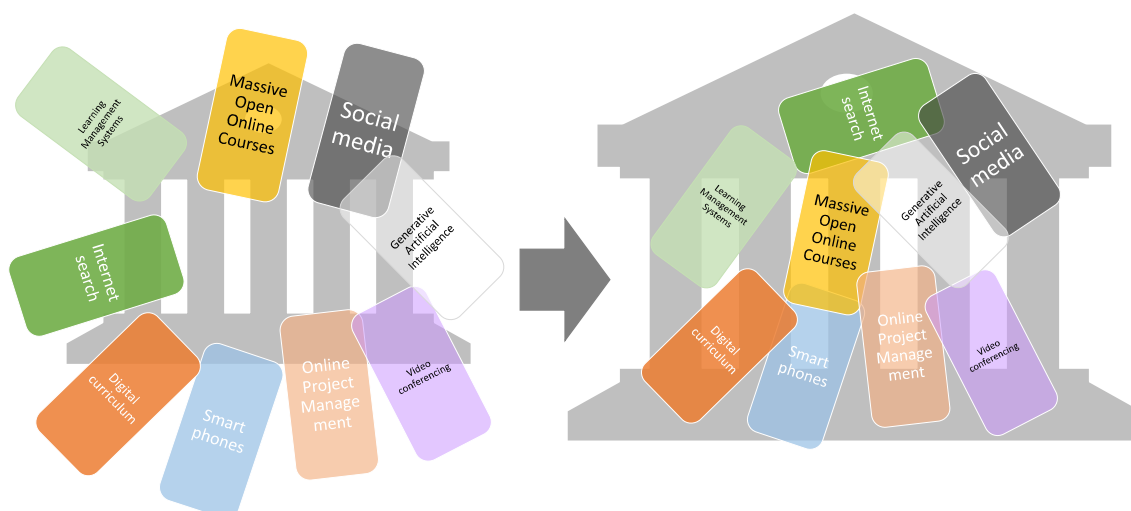 Learning
Management
Systems
Massive
Open
Online
Courses
Social
media
Generative
Artificial
Intelligence
Internet
search
Digital
curriculum
Smart
phones
Online
Project
Manage
ment
Video
conferencing
Internet
search
Social
media
Learning
Management
Systems
Massive
Open
Online
Courses
Generative
Artificial
Intelligence
Digital
curriculum
Smart
phones
Online
Project
Manage
ment
Video
conferencing